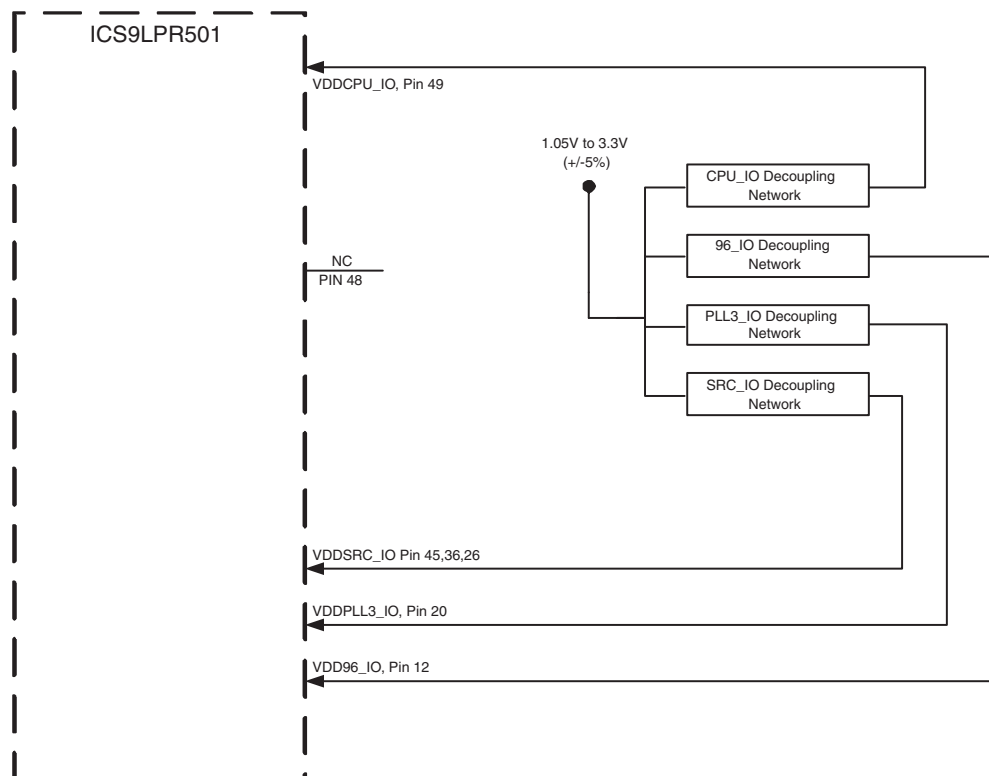 ICS9LPR501
VDDCPU_IO, Pin 49
1.05V to 3.3V
(+/-5%)
CPU_IO Decoupling
Network
96_IO Decoupling
Network
NC
PIN 48
PLL3_IO Decoupling
Network
SRC_IO Decoupling
Network
VDDSRC_IO Pin 45,36,26
VDDPLL3_IO, Pin 20
VDD96_IO, Pin 12